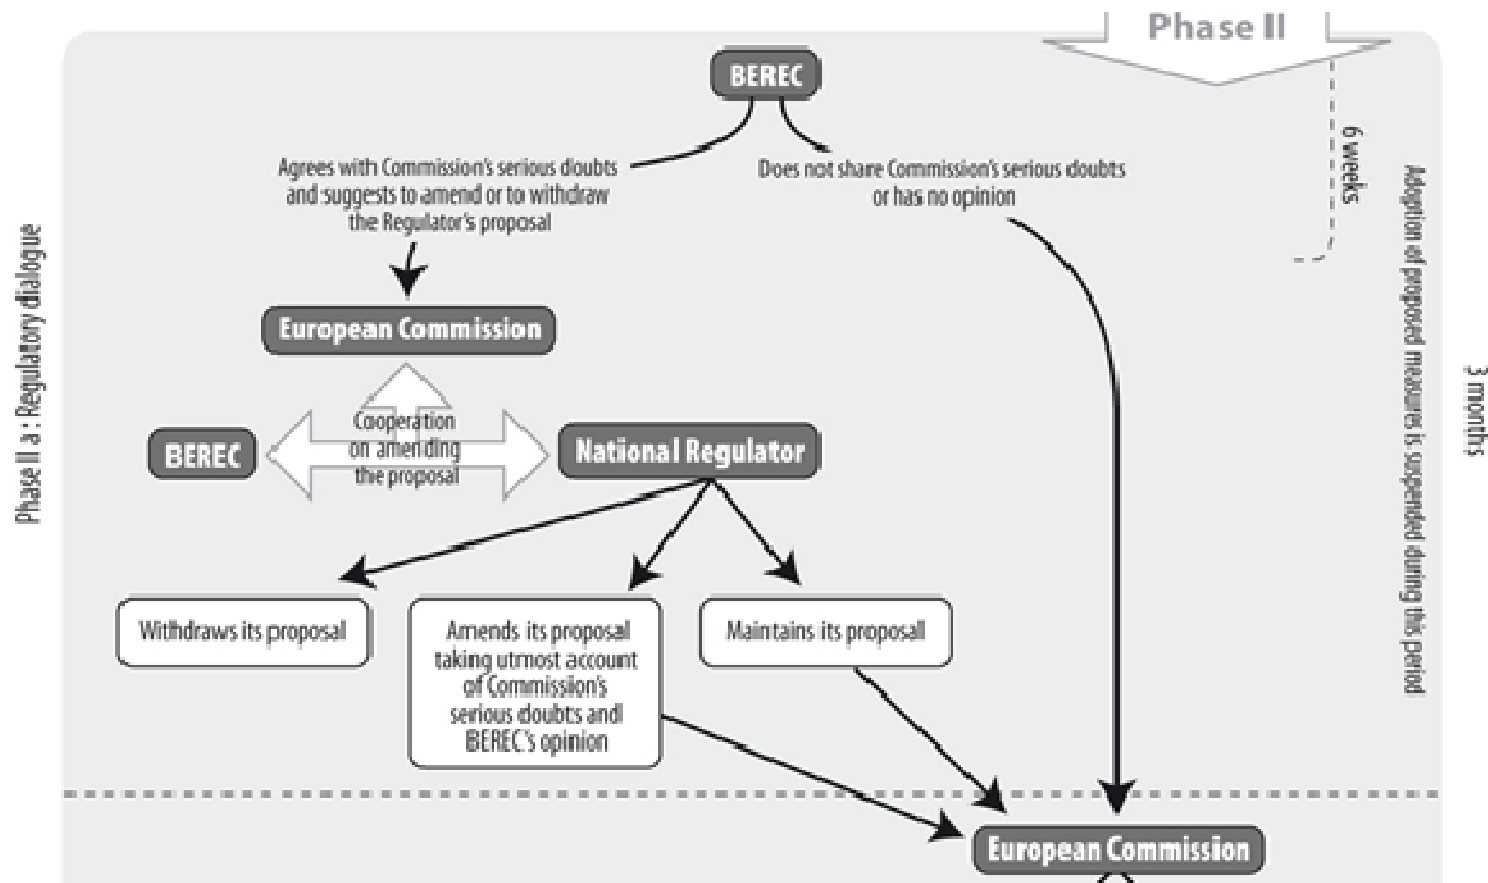 Phase II
BEREC
Agrees with Commission's serious doubts
and suggests to amend or to withdraw
the Regulator's proposal
Does not share Commission's serious doubts
or has no opinion
6 weeks
Adoption of proposed measures is suspended during this period
3 months
Phase II a : Regulatory dialogue
European Commission
Cooperation
on amending
the proposal
BEREC
National Regulator
Withdraws its proposal
Amends its proposal
taking utmost account
of Commission's
serious doubts and
BEREC's opinion
Maintains its proposal
European Commission